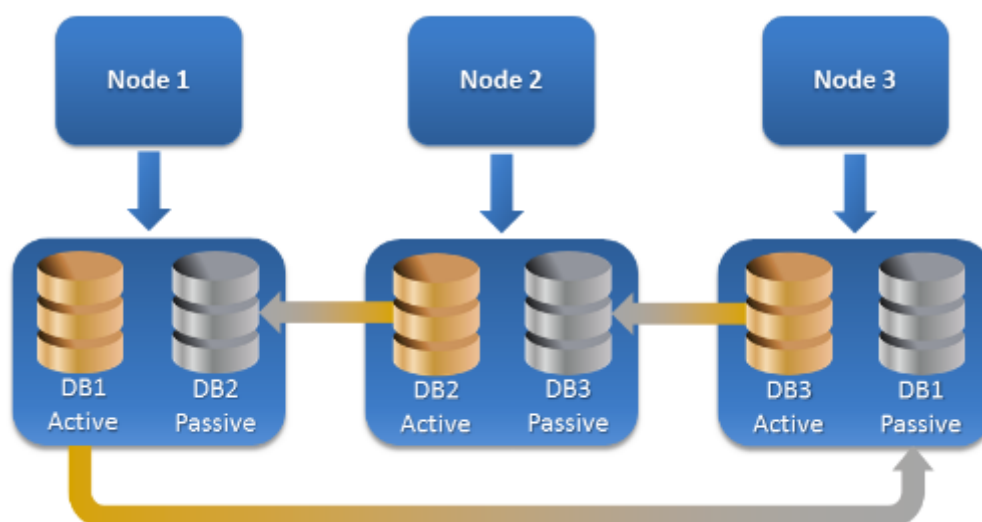 Node 1
Node 2
Node 3
DB1
Active
DB2
Passive
DB2
Active
DB3
Passive
DB3
Active
DB1
Passive